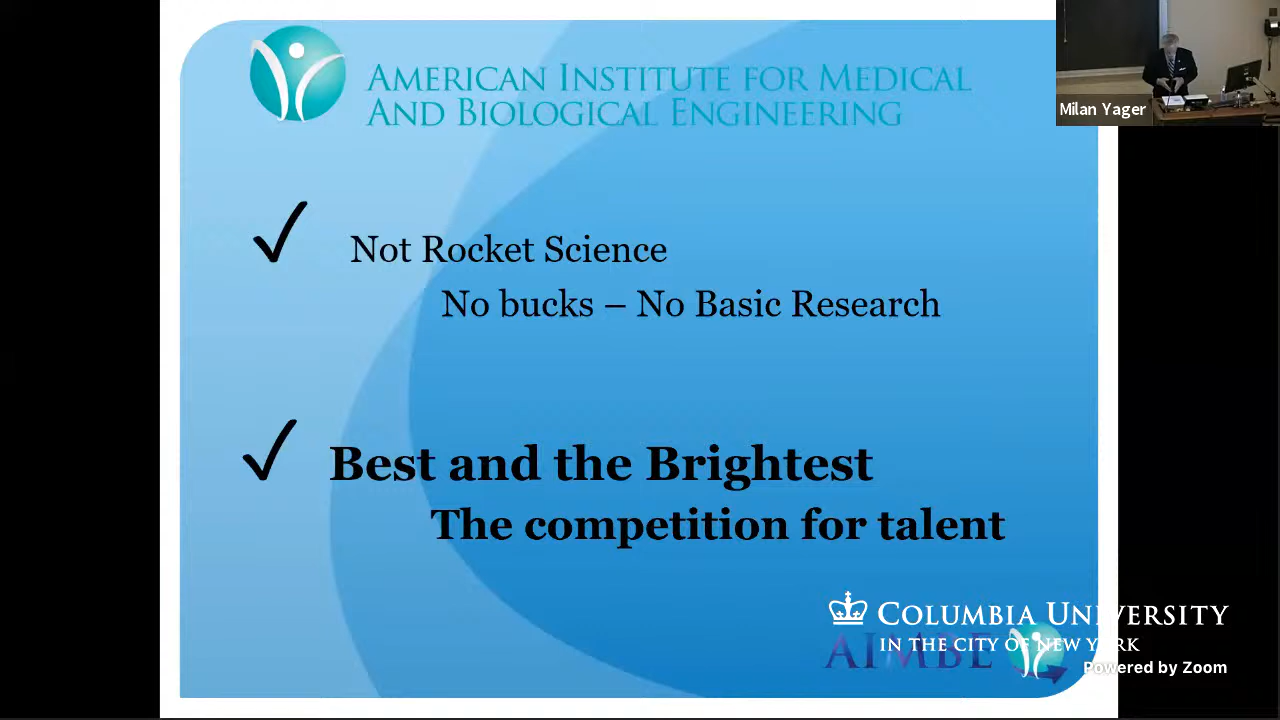 AMERICAN INSTITUTE FOR MEDICAL
AND BIOLOGICAL ENGINEERING
Milan Yager
✓ Not Rocket Science
No bucks – No Basic Research
✓ Best and the Brightest
The competition for talent
COLUMBIA UNIVERSITY
IN THE CITY OF NEW YORK
AIMBE
Powered by Zoom